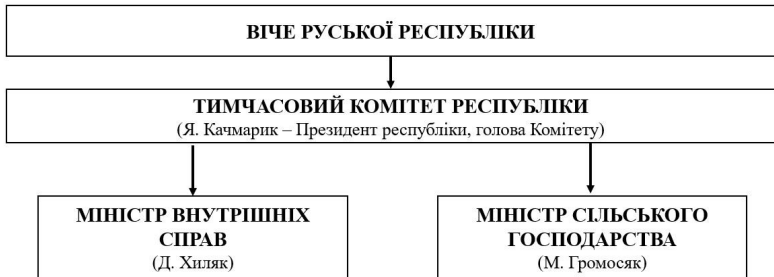 ВІЧЕ РУСЬКОЇ РЕСПУБЛІКИ
ТИМЧАСОВИЙ КОМІТЕТ РЕСПУБЛІКИ
(Я. Качмарик – Президент республіки, голова Комітету)
МІНІСТР ВНУТРІШНІХ
СПРАВ
(Д. Хиляк)
МІНІСТР СІЛЬСЬКОГО
ГОСПОДАРСТВА
(М. Громосяк)